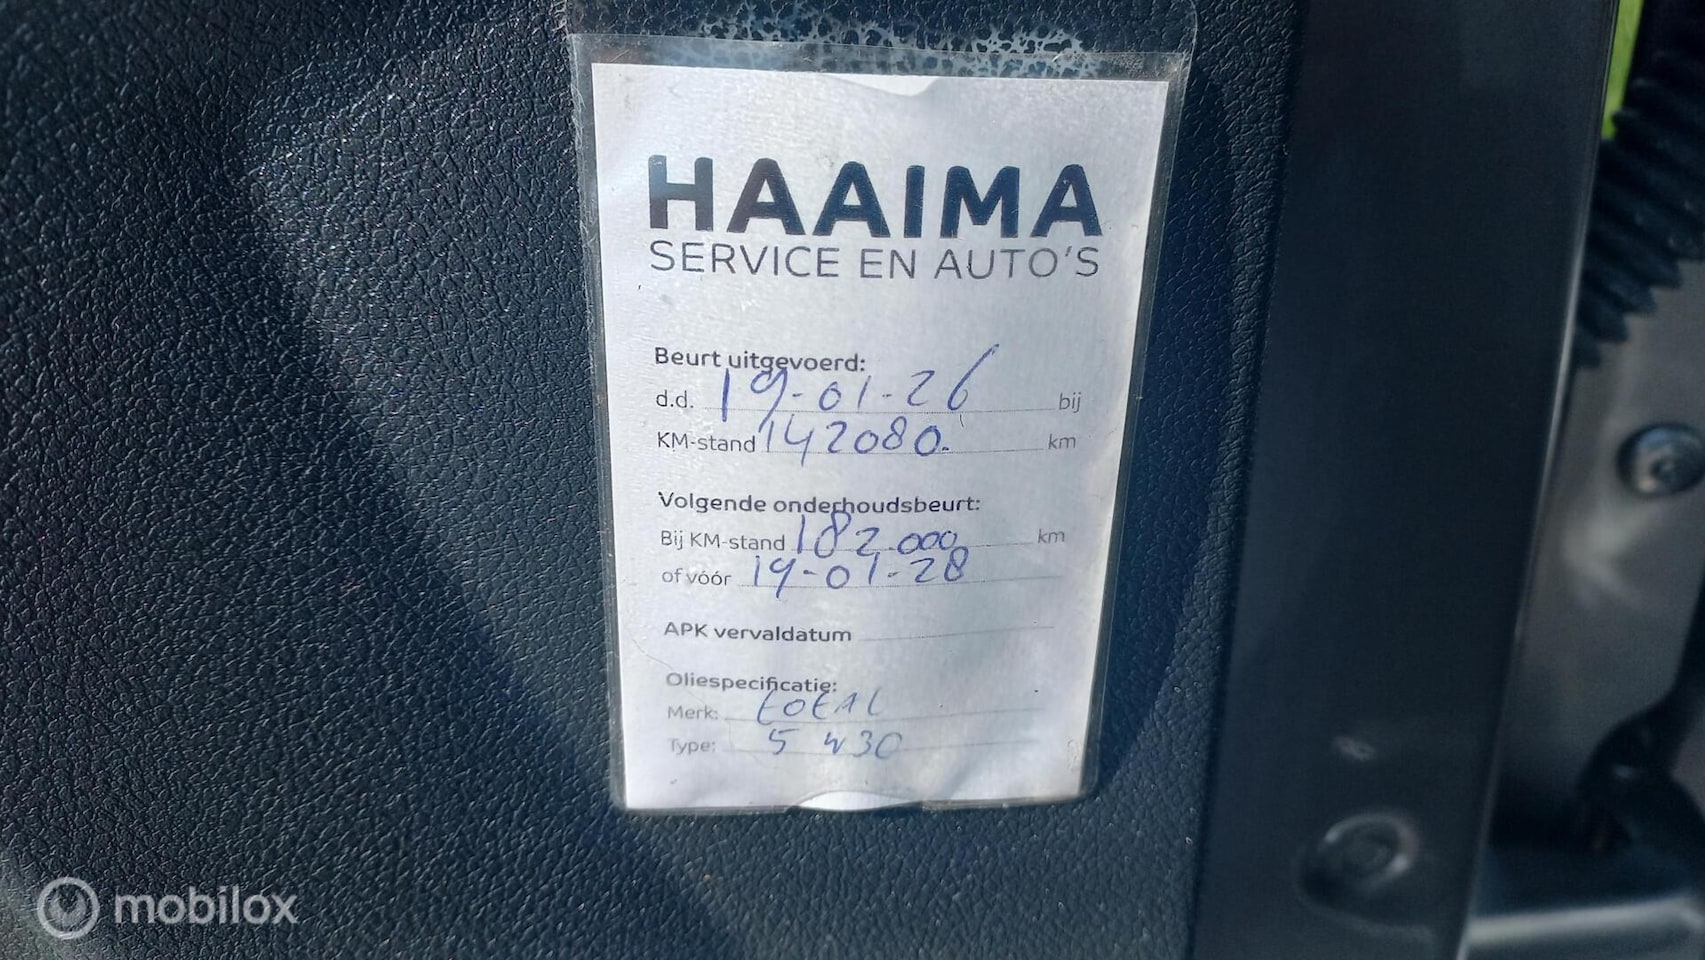 HAAIMA
SERVICE EN AUTO'S
Beurt uitgevoerd:
d.d. 19-01-26 bij
KM-stand 142080. km
Volgende onderhoudsbeurt:
Bij KM-stand 182.000 km
of vóór 19-01-28
APK vervaldatum
Oliespecificatie:
Merk: total
Type: 5 w 30
mobilox